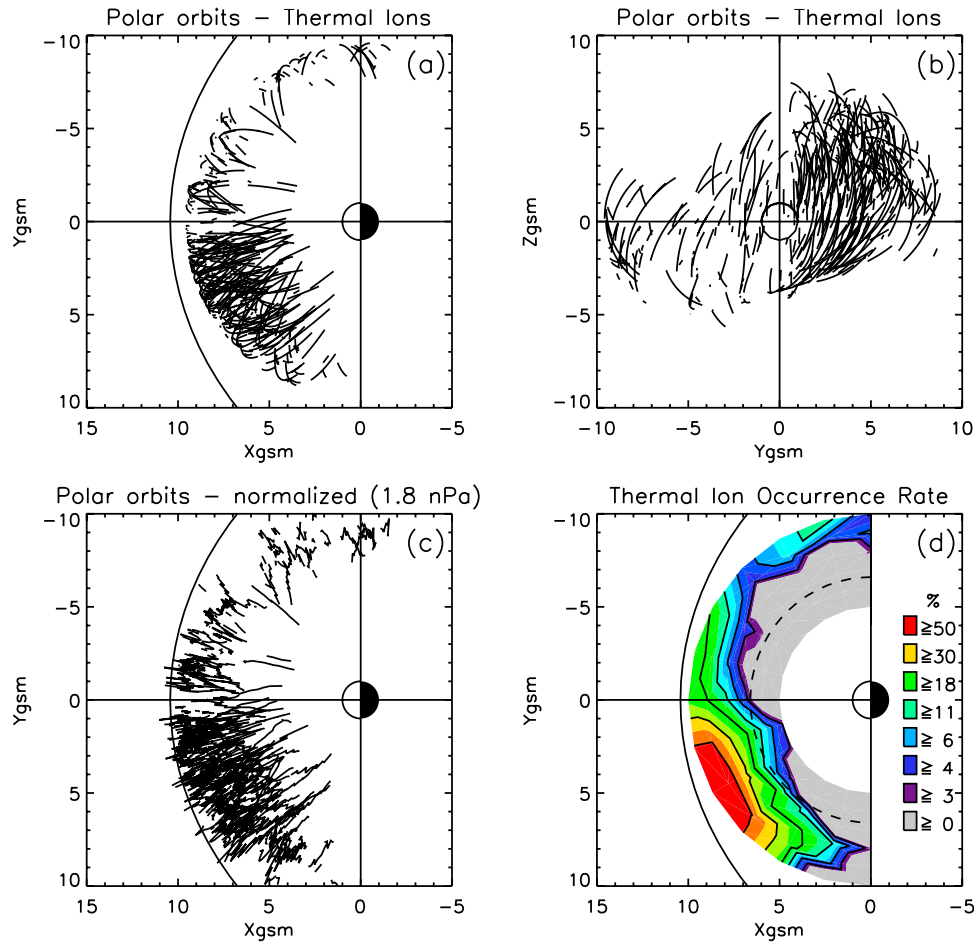 Polar orbits − Thermal Ions
(a)
−10
−5
0
5
10
Ygsm
15 10 5 0 −5
Xgsm
Polar orbits − Thermal Ions
(b)
10
5
0
−5
−10
Zgsm
−10 −5 0 5 10
Ygsm
Polar orbits − normalized (1.8 nPa)
(c)
−10
−5
0
5
10
Ygsm
15 10 5 0 −5
Xgsm
Thermal Ion Occurrence Rate
(d)
−10
−5
0
5
10
Ygsm
%
≥50
≥30
≥18
≥11
≥ 6
≥ 4
≥ 3
≥ 0
15 10 5 0 −5
Xgsm